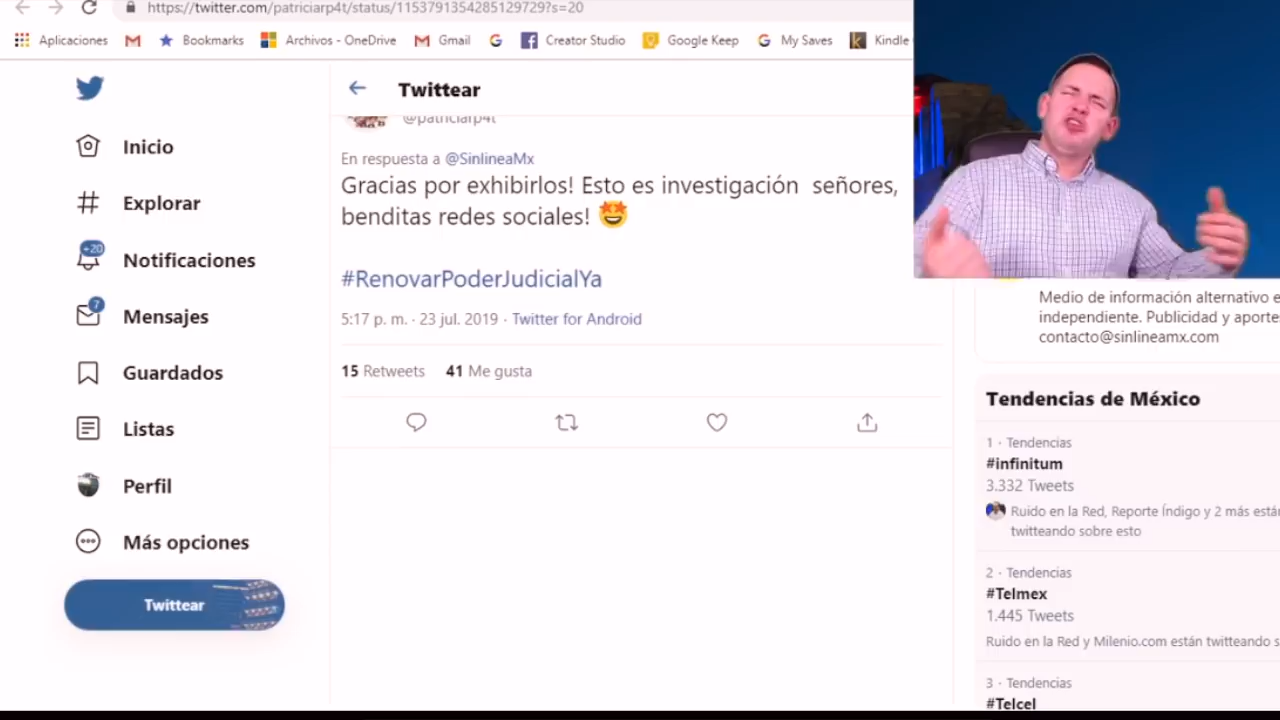 https://twitter.com/patriciarp4t/status/1153791354285129729?s=20
Aplicaciones
Bookmarks
Archivos - OneDrive
Gmail
Creator Studio
Google Keep
My Saves
Kindle
Twittear
@patriciarp4t
Inicio
Explorar
+20
Notificaciones
7
Mensajes
Guardados
Listas
Perfil
Más opciones
Twittear
En respuesta a @SinlineaMx
Gracias por exhibirlos! Esto es investigación señores,
benditas redes sociales!
#RenovarPoderJudicialYa
5:17 p. m. · 23 jul. 2019 · Twitter for Android
15 Retweets 41 Me gusta
Medio de información alternativo e
independiente. Publicidad y aporte
contacto@sinlineamx.com
Tendencias de México
1 · Tendencias
#infinitum
3.332 Tweets
Ruido en la Red, Reporte Índigo y 2 más está
twitteando sobre esto
2 · Tendencias
#Telmex
1.445 Tweets
Ruido en la Red y Milenio.com están twitteando s
3 · Tendencias
#Telcel